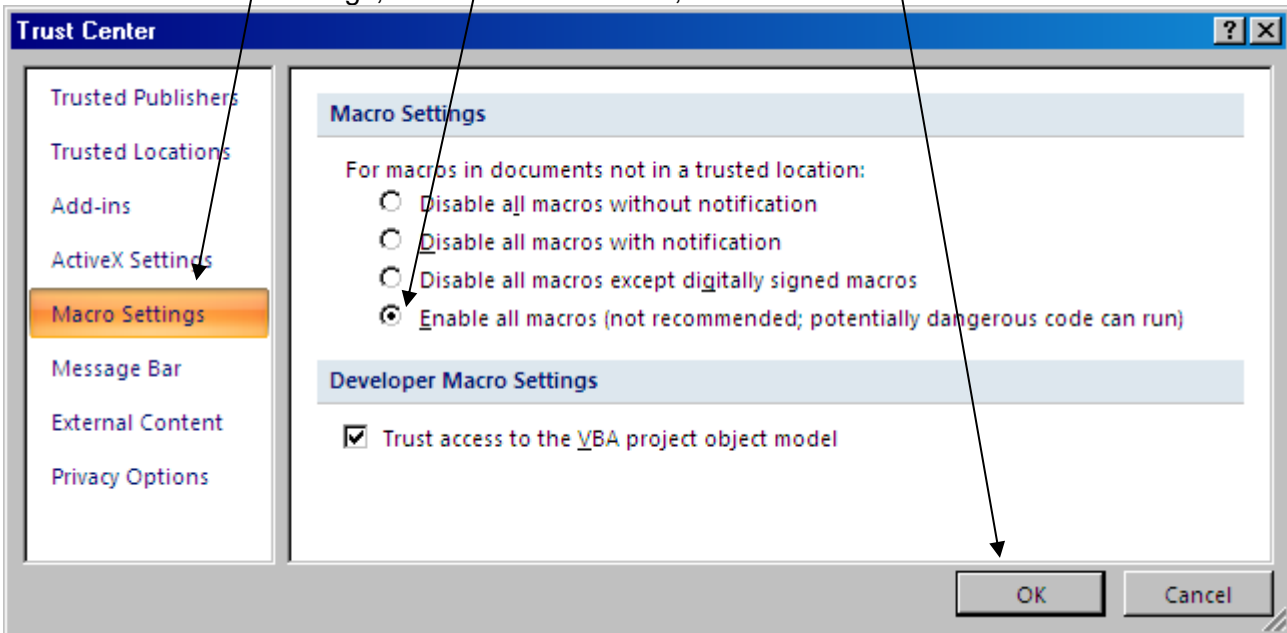 Trust Center
Trusted Publishers
Trusted Locations
Add-ins
ActiveX Settings
Macro Settings
Message Bar
External Content
Privacy Options
Macro Settings
For macros in documents not in a trusted location:
Disable all macros without notification
Disable all macros with notification
Disable all macros except digitally signed macros
Enable all macros (not recommended; potentially dangerous code can run)
Developer Macro Settings
Trust access to the VBA project object model
OK
Cancel